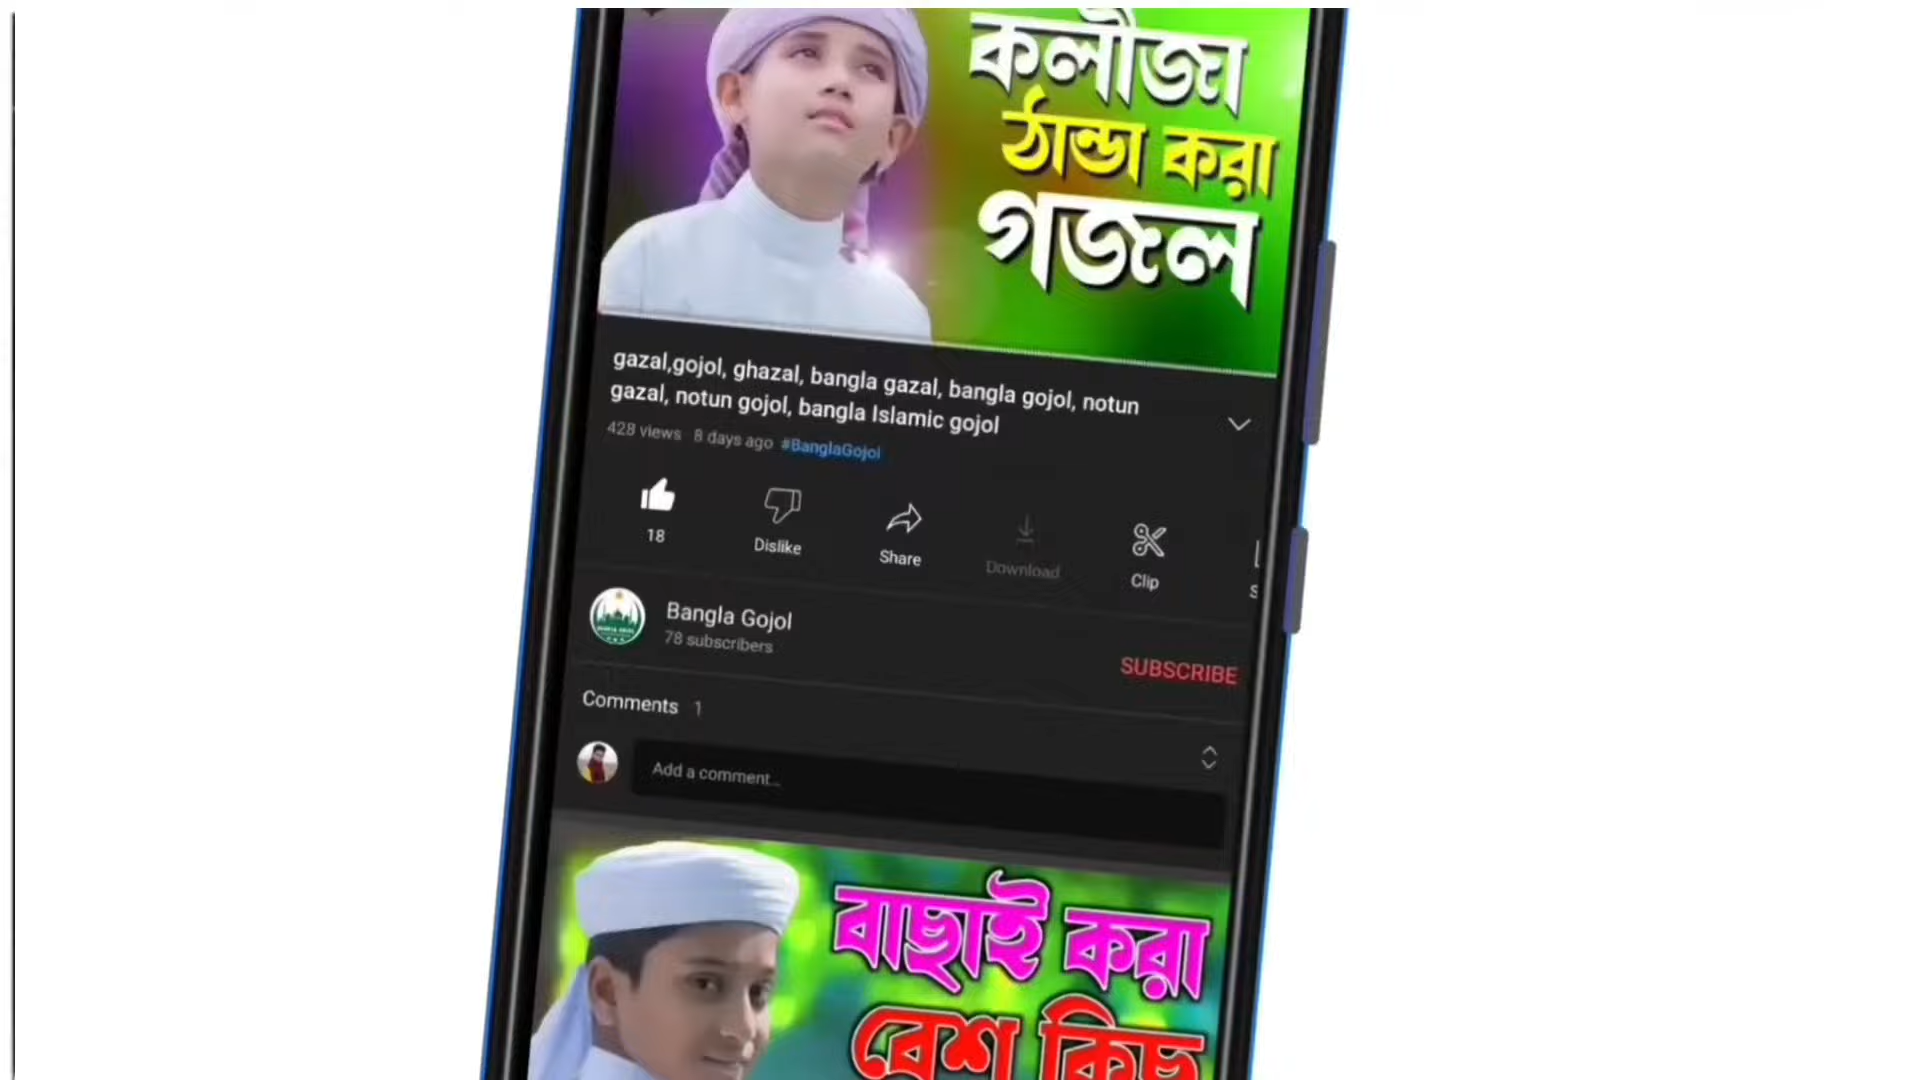 কলীজা
ঠান্ডা করা
গজল
gazal,gojol, ghazal, bangla gazal, bangla gojol, notun
gazal, notun gojol, bangla Islamic gojol
428 views 8 days ago #BanglaGojol
18
Dislike
Share
Download
Clip
Bangla Gojol
78 subscribers
SUBSCRIBE
Comments 1
Add a comment...
বাছাই করা
বেশ কিছু